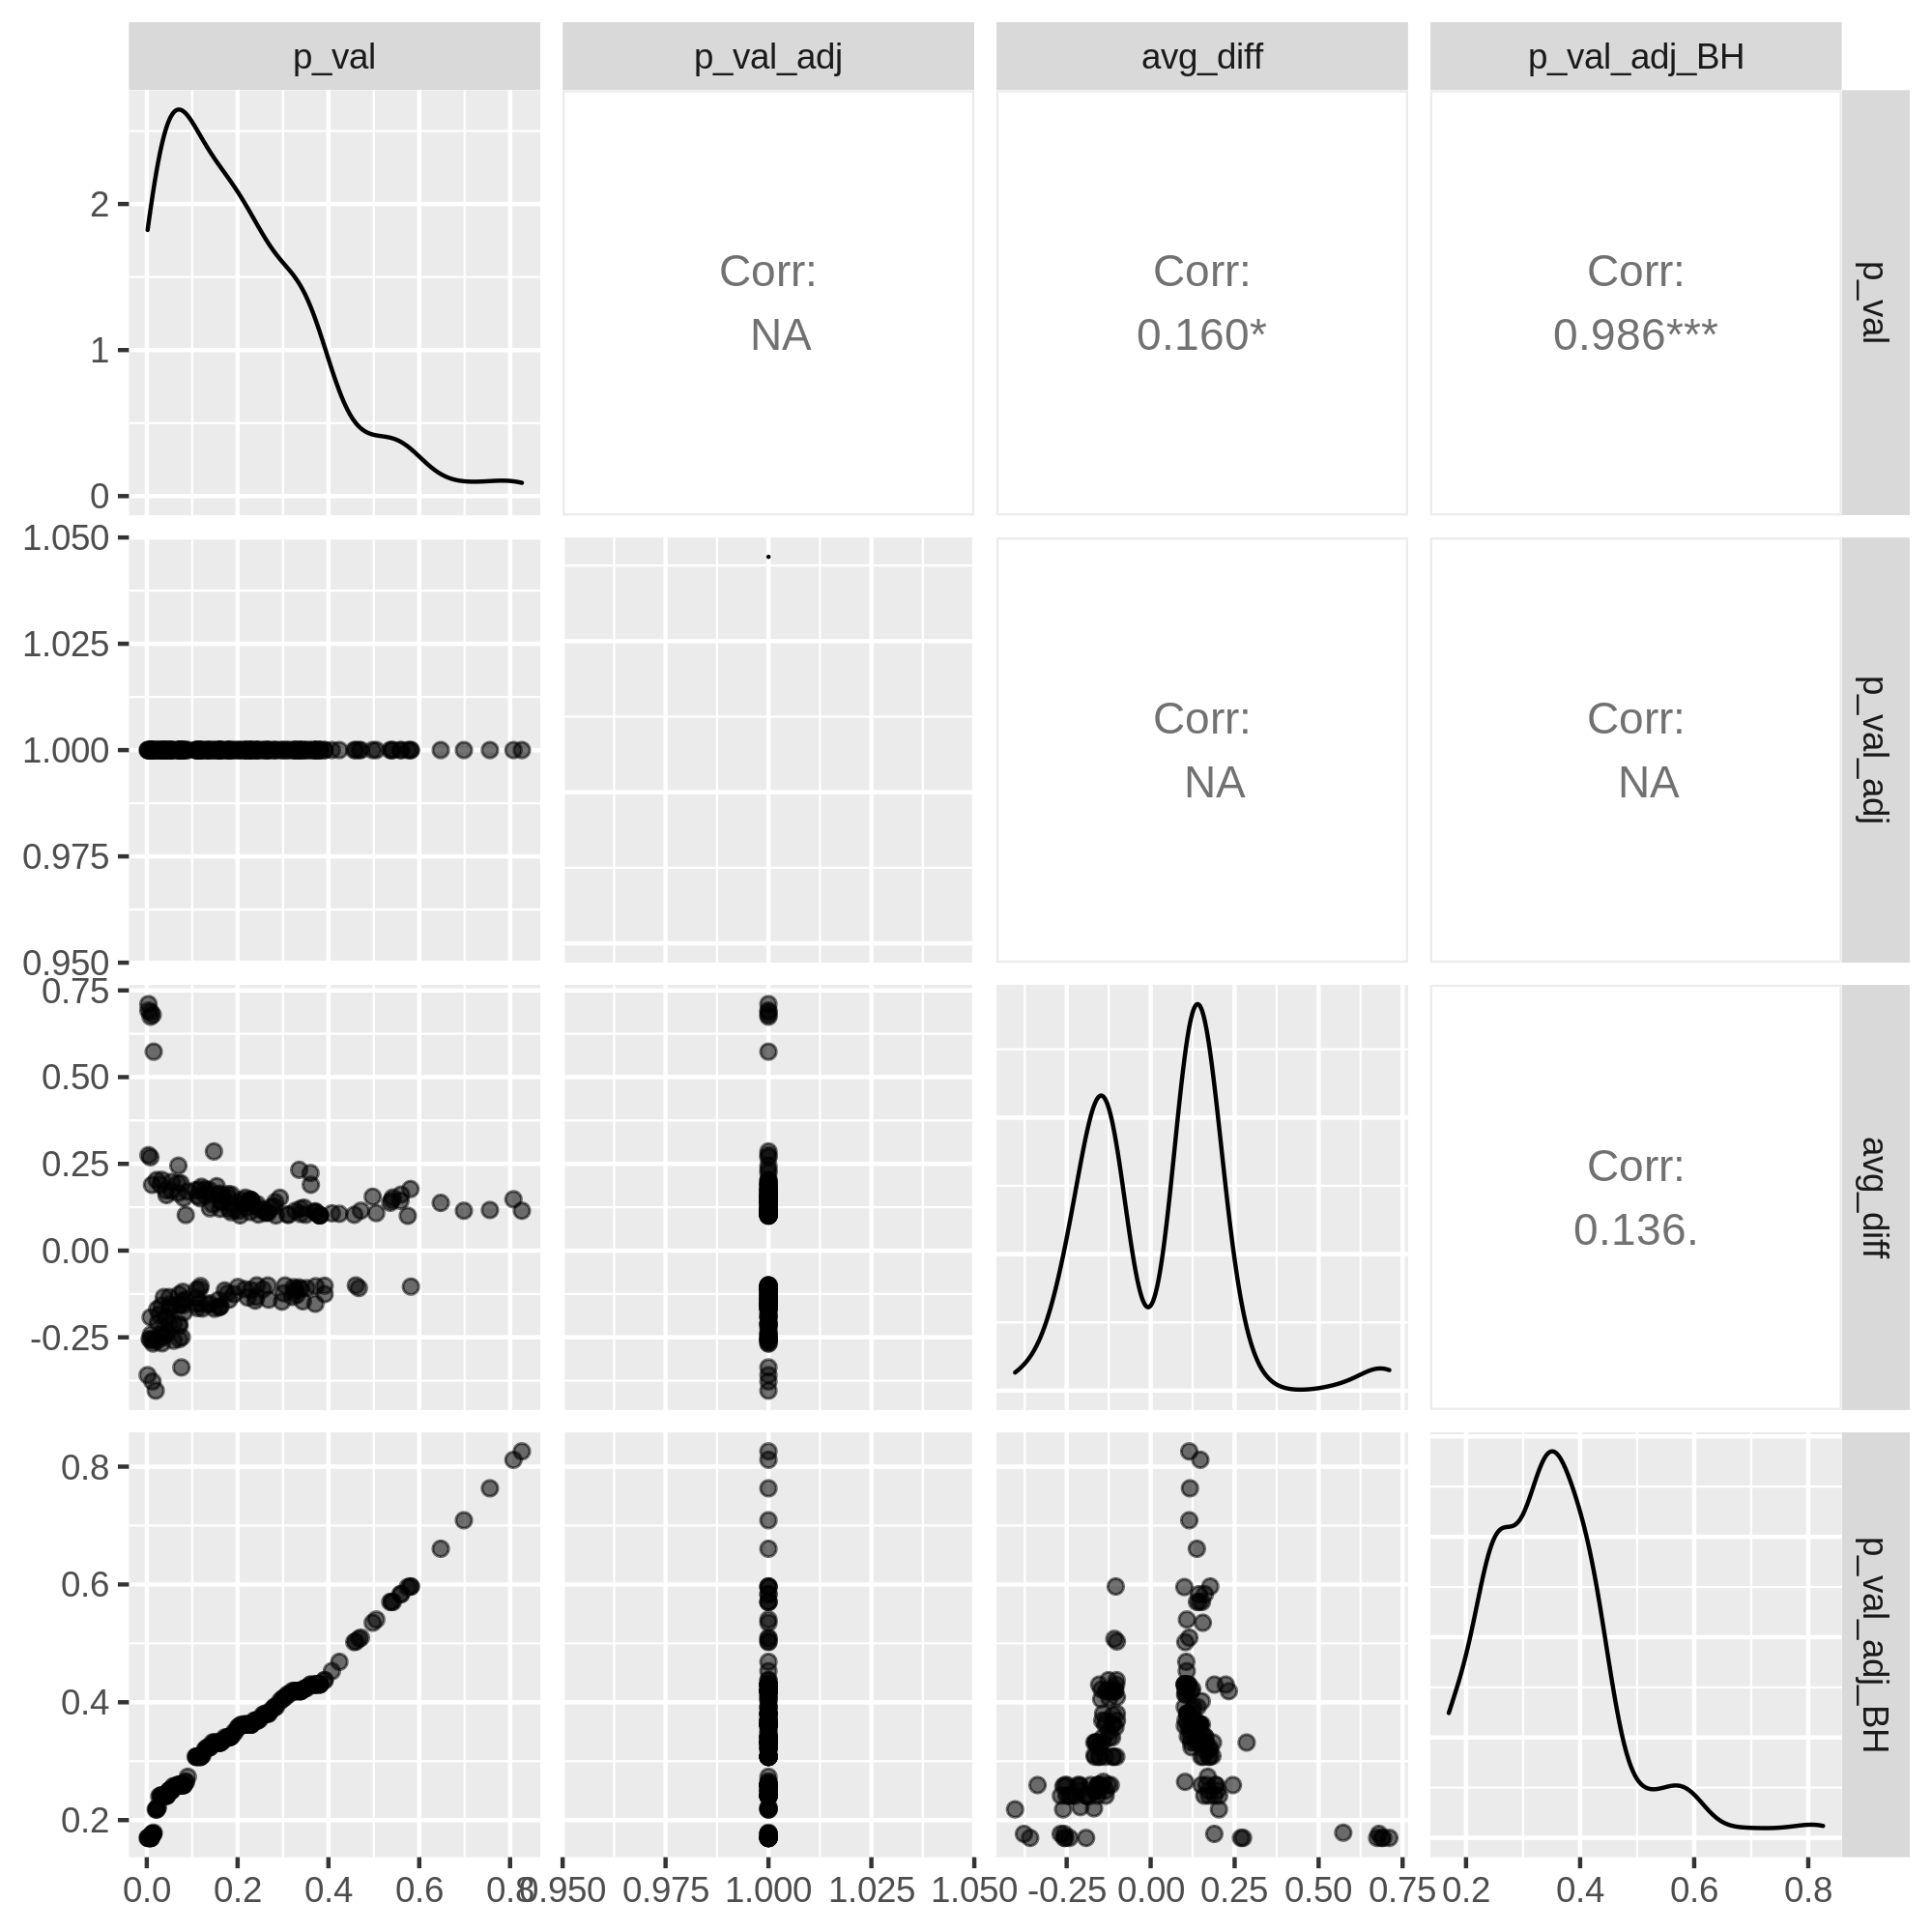 p_val
p_val_adj
avg_diff
p_val_adj_BH
2
1
0
Corr:
NA
Corr:
0.160*
Corr:
0.986***
p_val
1.050
1.025
1.000
0.975
0.950
Corr:
NA
Corr:
NA
p_val_adj
0.75
0.50
0.25
0.00
-0.25
Corr:
0.136.
avg_diff
0.8
0.6
0.4
0.2
p_val_adj_BH
0.0 0.2 0.4 0.6 0.8
0.950 0.975 1.000 1.025 1.050
-0.25 0.00 0.25 0.50 0.75
0.2 0.4 0.6 0.8